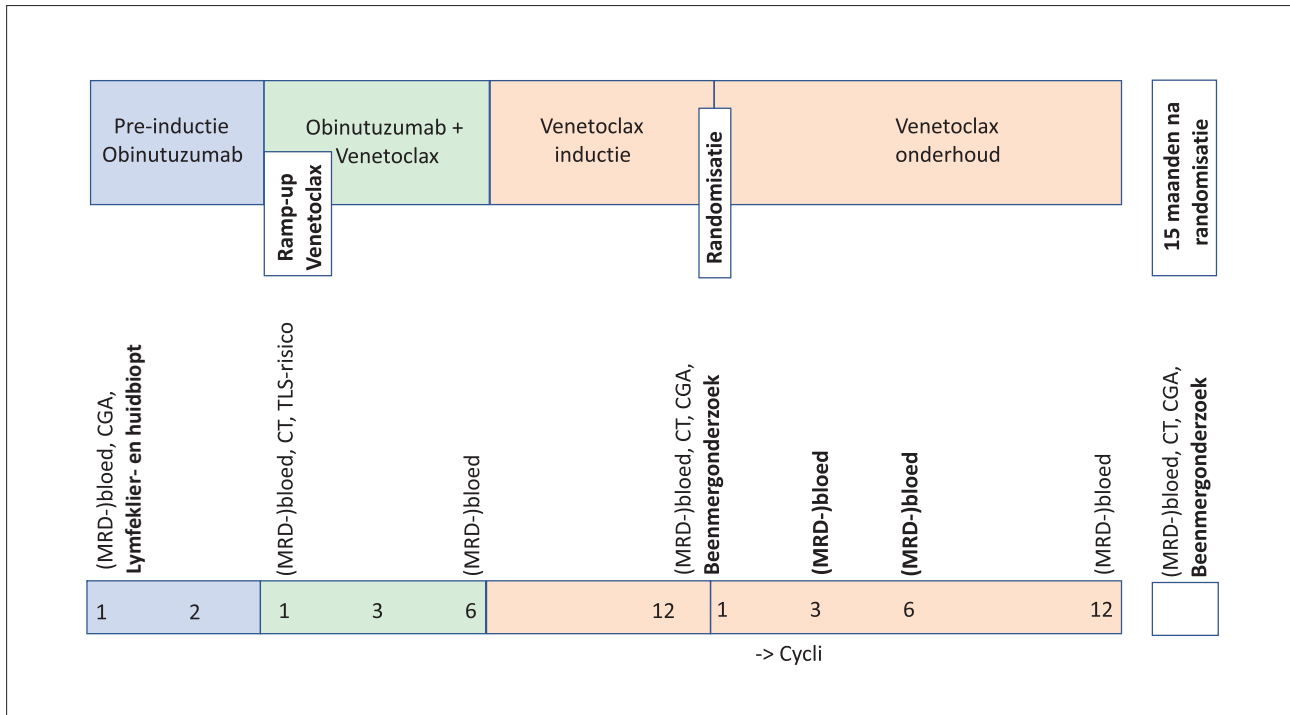 Pre-inductie
Obinutuzumab
Obinutuzumab +
Venetoclax
Venetoclax
inductie
Venetoclax
onderhoud
Ramp-up
Venetoclax
Randomisatie
15 maanden na
randomisatie
(MRD-)bloed, CGA,
Lymfeklier- en huidbiopt
(MRD-)bloed, CT, TLS-risico
(MRD-)bloed
(MRD-)bloed, CT, CGA,
Beenmergonderzoek
(MRD-)bloed
(MRD-)bloed
(MRD-)bloed
(MRD-)bloed, CT, CGA,
Beenmergonderzoek
1 2 1 3 6 12 1 3 6 12
-> Cycli